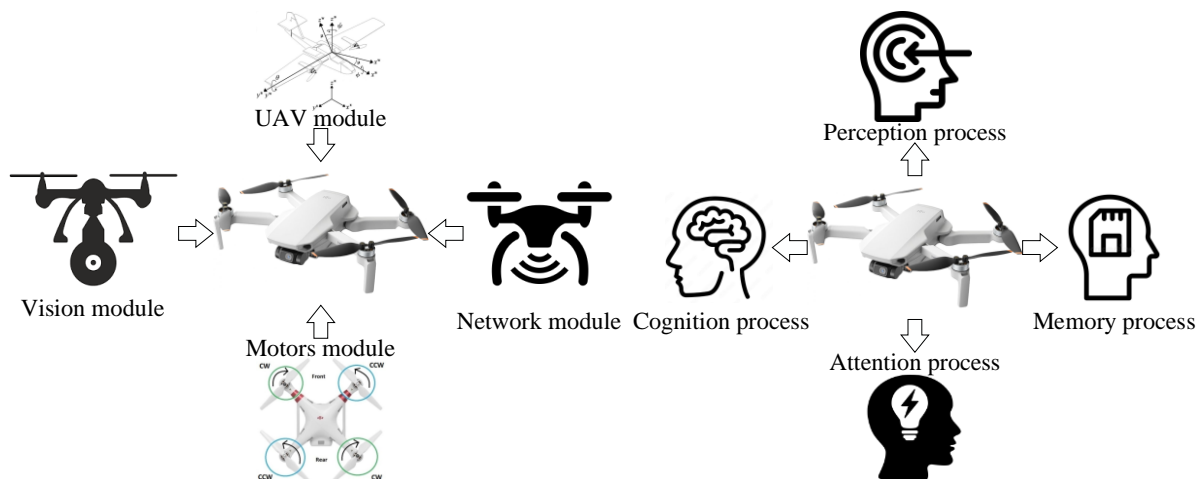 UAV module
Perception process
Vision module
Network module
Cognition process
Memory process
Motors module
Attention process
CW
Front
CCW
CCW
Rear
CW